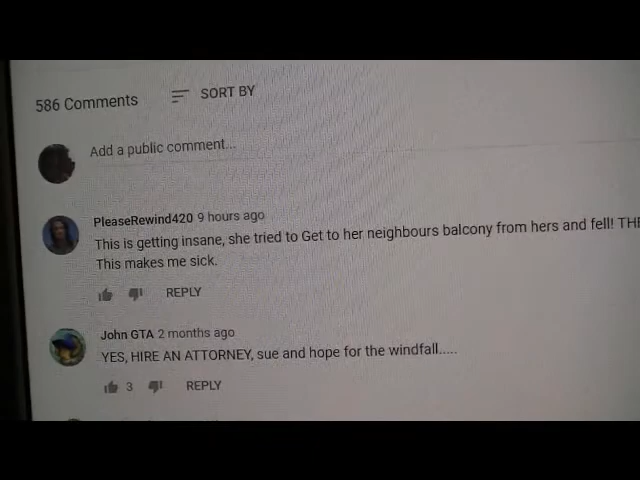 586 Comments
SORT BY
Add a public comment...
PleaseRewind420 9 hours ago
This is getting insane, she tried to Get to her neighbours balcony from hers and fell! THE
This makes me sick.
REPLY
John GTA 2 months ago
YES, HIRE AN ATTORNEY, sue and hope for the windfall.....
3
REPLY